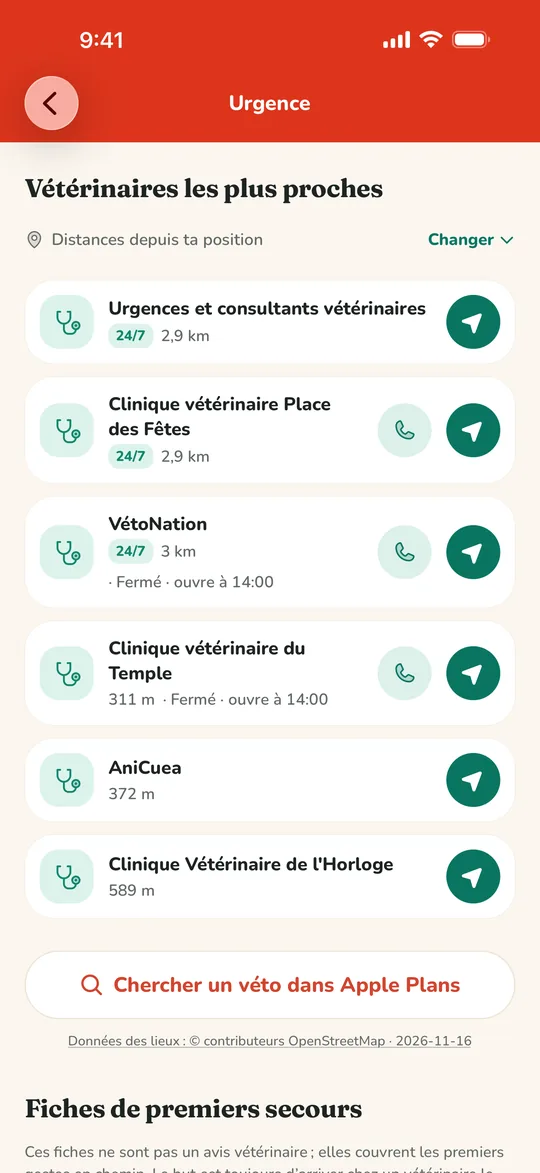 9:41
Urgence
Vétérinaires les plus proches
Distances depuis ta position
Changer
Urgences et consultants vétérinaires
24/7 2,9 km
Clinique vétérinaire Place
des Fêtes
24/7 2,9 km
VétoNation
24/7 3 km
· Fermé · ouvre à 14:00
Clinique vétérinaire du
Temple
311 m · Fermé · ouvre à 14:00
AniCuea
372 m
Clinique Vétérinaire de l'Horloge
589 m
Chercher un véto dans Apple Plans
Données des lieux : © contributeurs OpenStreetMap · 2026-11-16
Fiches de premiers secours
Ces fiches ne sont pas un avis vétérinaire ; elles couvrent les premiers